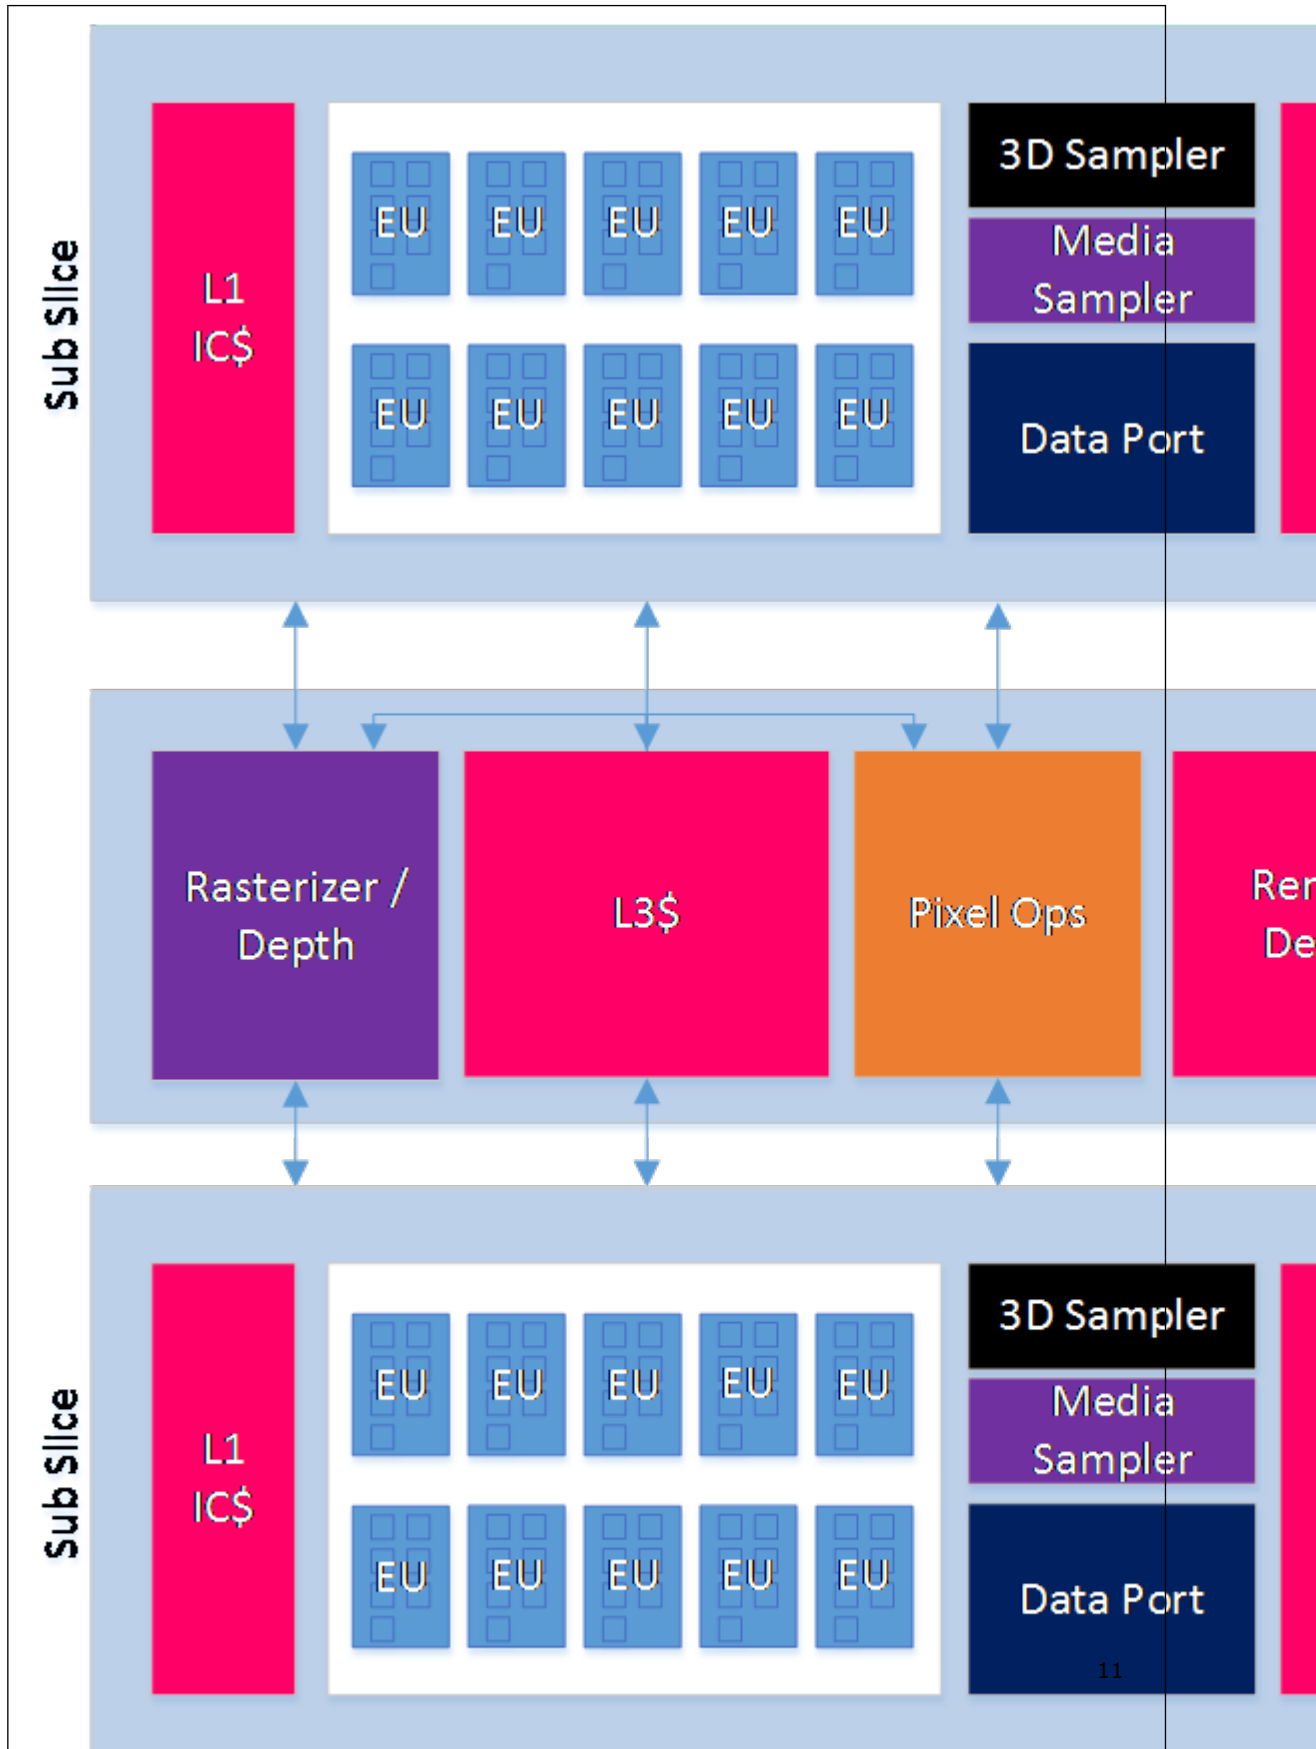 Sub Slice
L1
IC$
EU EU EU EU EU
EU EU EU EU EU
3D Sampler
Media
Sampler
Data Port
Rasterizer /
Depth
L3$
Pixel Ops
Sub Slice
L1
IC$
EU EU EU EU EU
EU EU EU EU EU
3D Sampler
Media
Sampler
Data Port
11